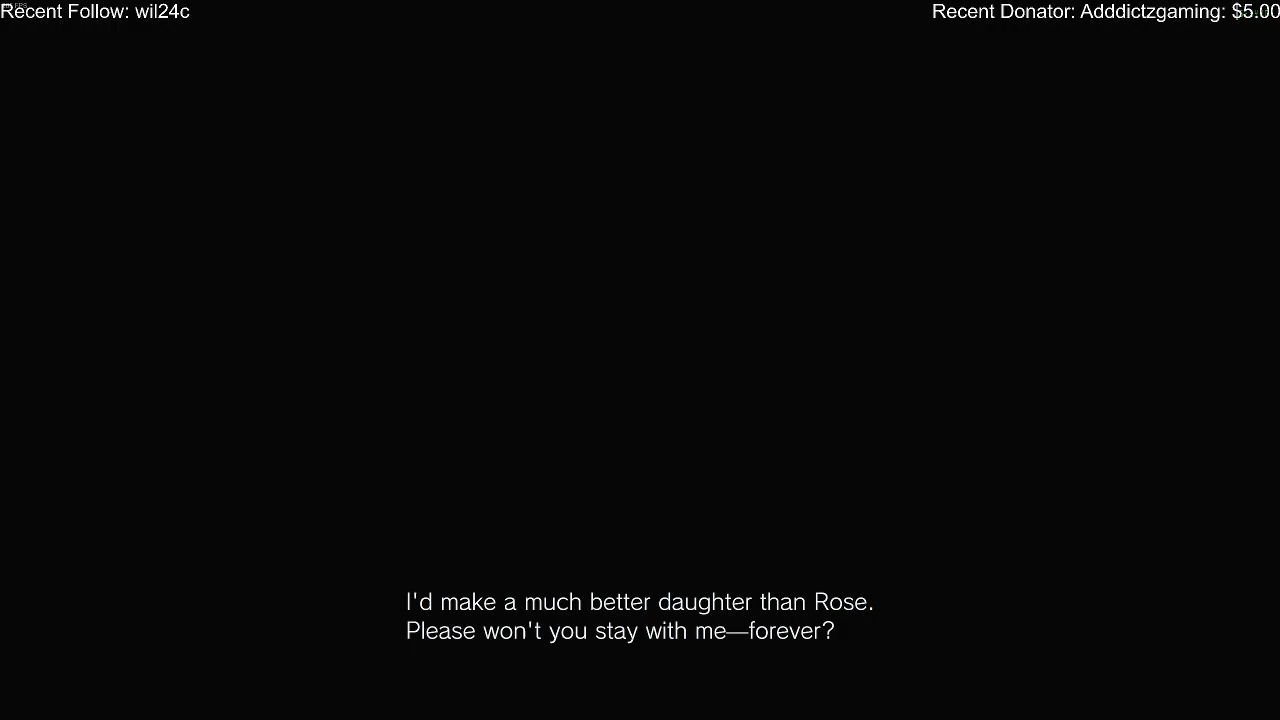 Recent Follow: wil24c
Recent Donator: Adddictzgaming: $5.00
I'd make a much better daughter than Rose.
Please won't you stay with me—forever?